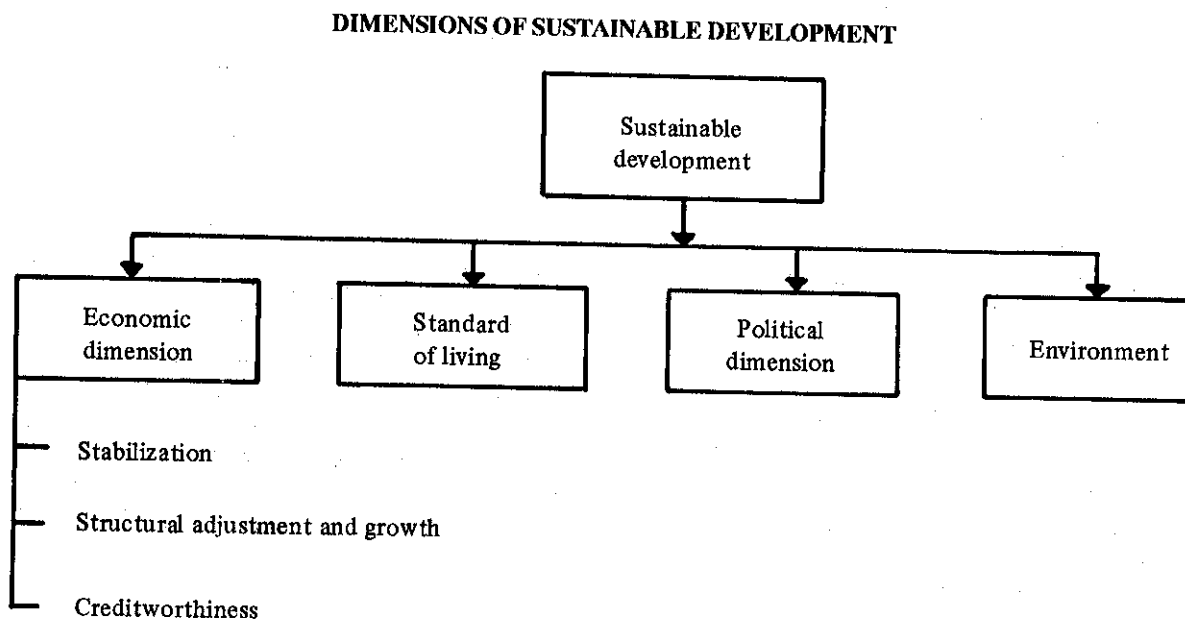 DIMENSIONS OF SUSTAINABLE DEVELOPMENT
Sustainable
development
Economic
dimension
Standard
of living
Political
dimension
Environment
Stabilization
Structural adjustment and growth
Creditworthiness